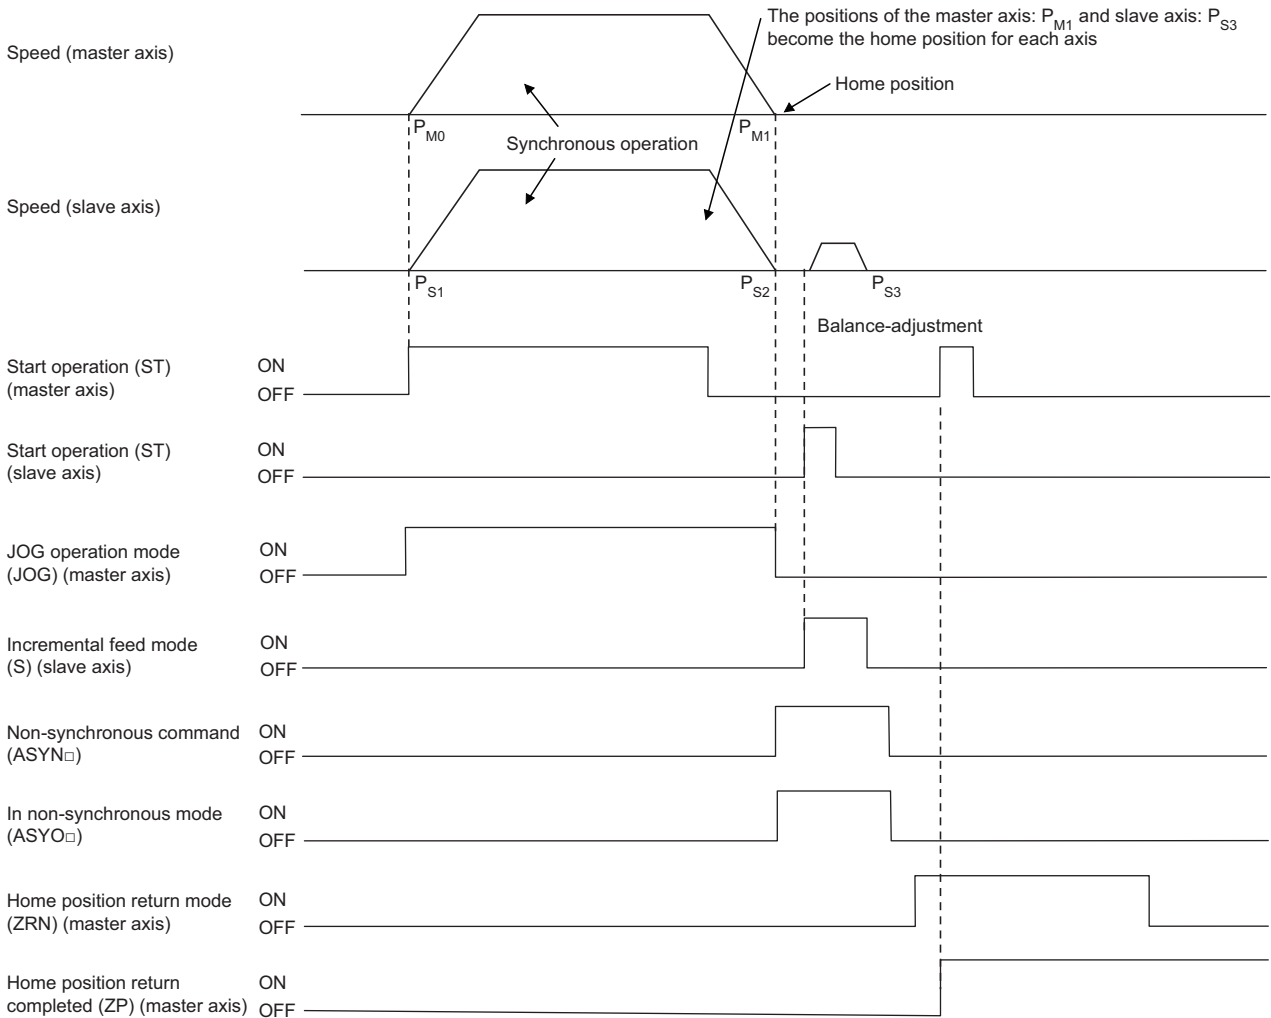 The positions of the master axis: PM1 and slave axis: PS3
become the home position for each axis
Speed (master axis)
Home position
PM0
PM1
Synchronous operation
Speed (slave axis)
PS1
PS2
PS3
Balance-adjustment
Start operation (ST)
(master axis)
ON
OFF
Start operation (ST)
(slave axis)
ON
OFF
JOG operation mode
(JOG) (master axis)
ON
OFF
Incremental feed mode
(S) (slave axis)
ON
OFF
Non-synchronous command
(ASYN□)
ON
OFF
In non-synchronous mode
(ASYO□)
ON
OFF
Home position return mode
(ZRN) (master axis)
ON
OFF
Home position return
completed (ZP) (master axis)
ON
OFF